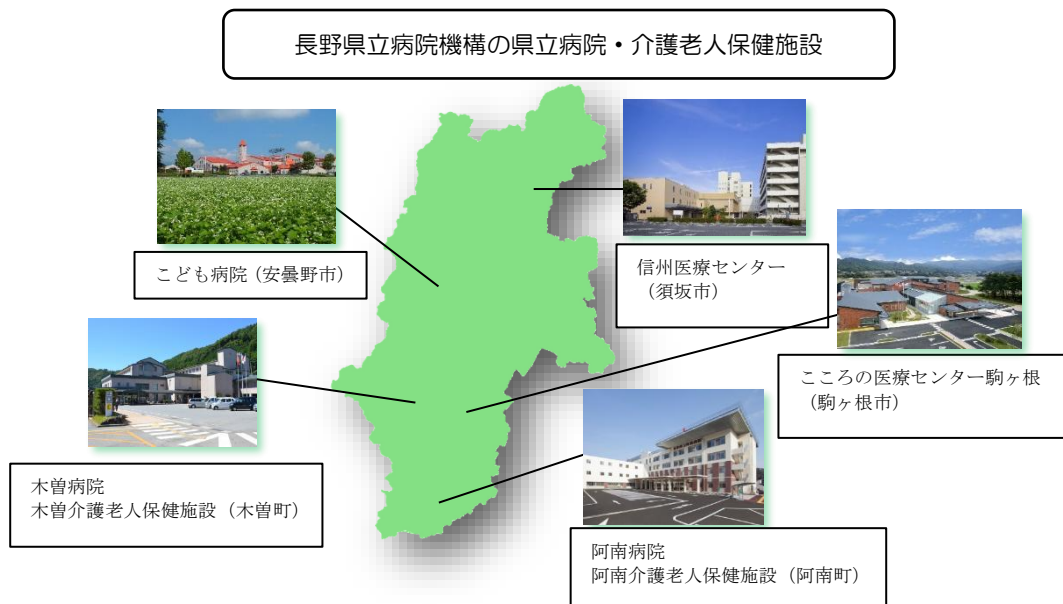 長野県立病院機構の県立病院・介護老人保健施設
こども病院（安曇野市）
信州医療センター
（須坂市）
こころの医療センター駒ヶ根
（駒ヶ根市）
木曽病院
木曽介護老人保健施設（木曽町）
阿南病院
阿南介護老人保健施設（阿南町）